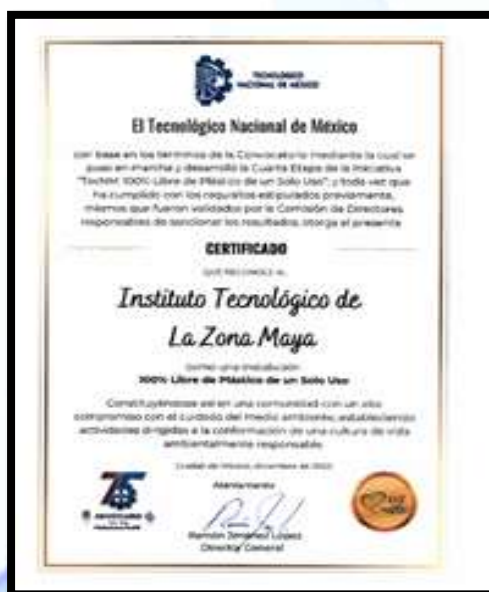 TECNOLÓGICO
NACIONAL DE MÉXICO
El Tecnológico Nacional de México
con base en los términos de la Convocatoria mediante la cual se
puso en marcha y desarrolló la Cuarta Etapa de la Iniciativa
"TecNM 100% Libre de Plástico de un Solo Uso", y toda vez que
ha cumplido con los requisitos estipulados previamente,
mismos que fueron validados por la Comisión de Directores
responsables de sancionar los resultados, otorga el presente
CERTIFICADO
QUE RECONOCE AL
Instituto Tecnológico de
La Zona Maya
como una Institución
100% Libre de Plástico de un Solo Uso
Constituyéndose así en una comunidad con un alto
compromiso con el cuidado del medio ambiente, estableciendo
actividades dirigidas a la conformación de una cultura de vida
ambientalmente responsable.
Ciudad de México, diciembre de
Atentamente
75
ANIVERSARIO
Ramón Jiménez López
Director General